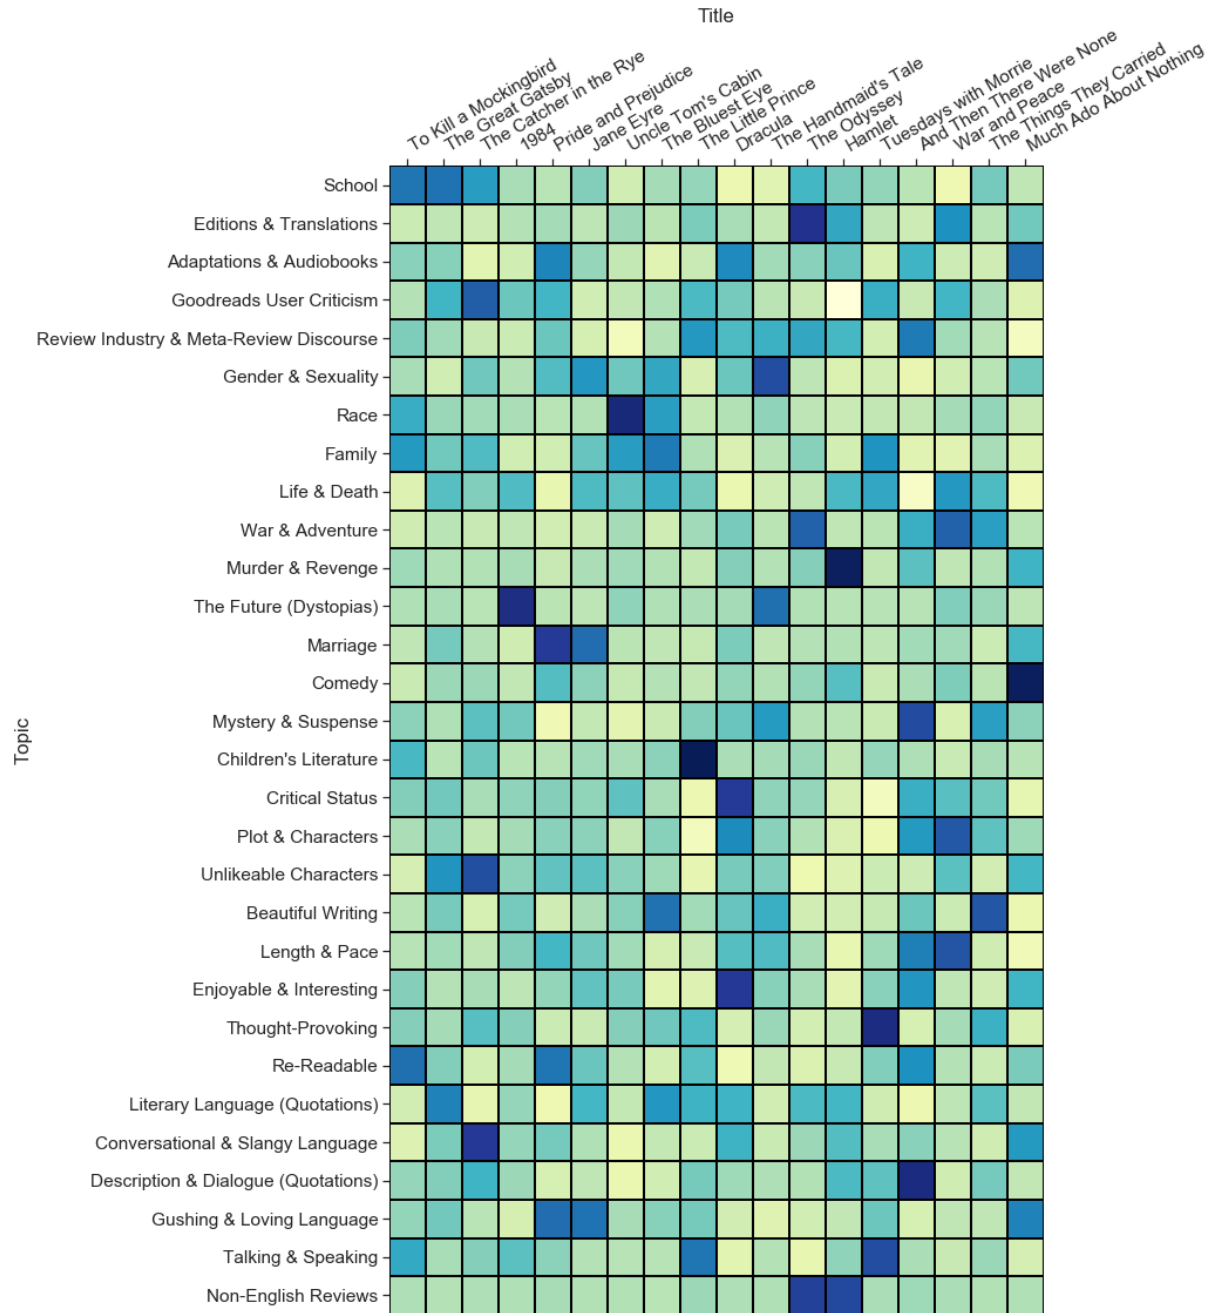 Title
To Kill a Mockingbird
The Great Gatsby
The Catcher in the Rye
1984
Pride and Prejudice
Jane Eyre
Uncle Tom's Cabin
The Bluest Eye
The Little Prince
Dracula
The Handmaid's Tale
The Odyssey
Hamlet
Tuesdays with Morrie
And Then There Were None
War and Peace
The Things They Carried
Much Ado About Nothing
Topic
School
Editions & Translations
Adaptations & Audiobooks
Goodreads User Criticism
Review Industry & Meta-Review Discourse
Gender & Sexuality
Race
Family
Life & Death
War & Adventure
Murder & Revenge
The Future (Dystopias)
Marriage
Comedy
Mystery & Suspense
Children's Literature
Critical Status
Plot & Characters
Unlikeable Characters
Beautiful Writing
Length & Pace
Enjoyable & Interesting
Thought-Provoking
Re-Readable
Literary Language (Quotations)
Conversational & Slangy Language
Description & Dialogue (Quotations)
Gushing & Loving Language
Talking & Speaking
Non-English Reviews